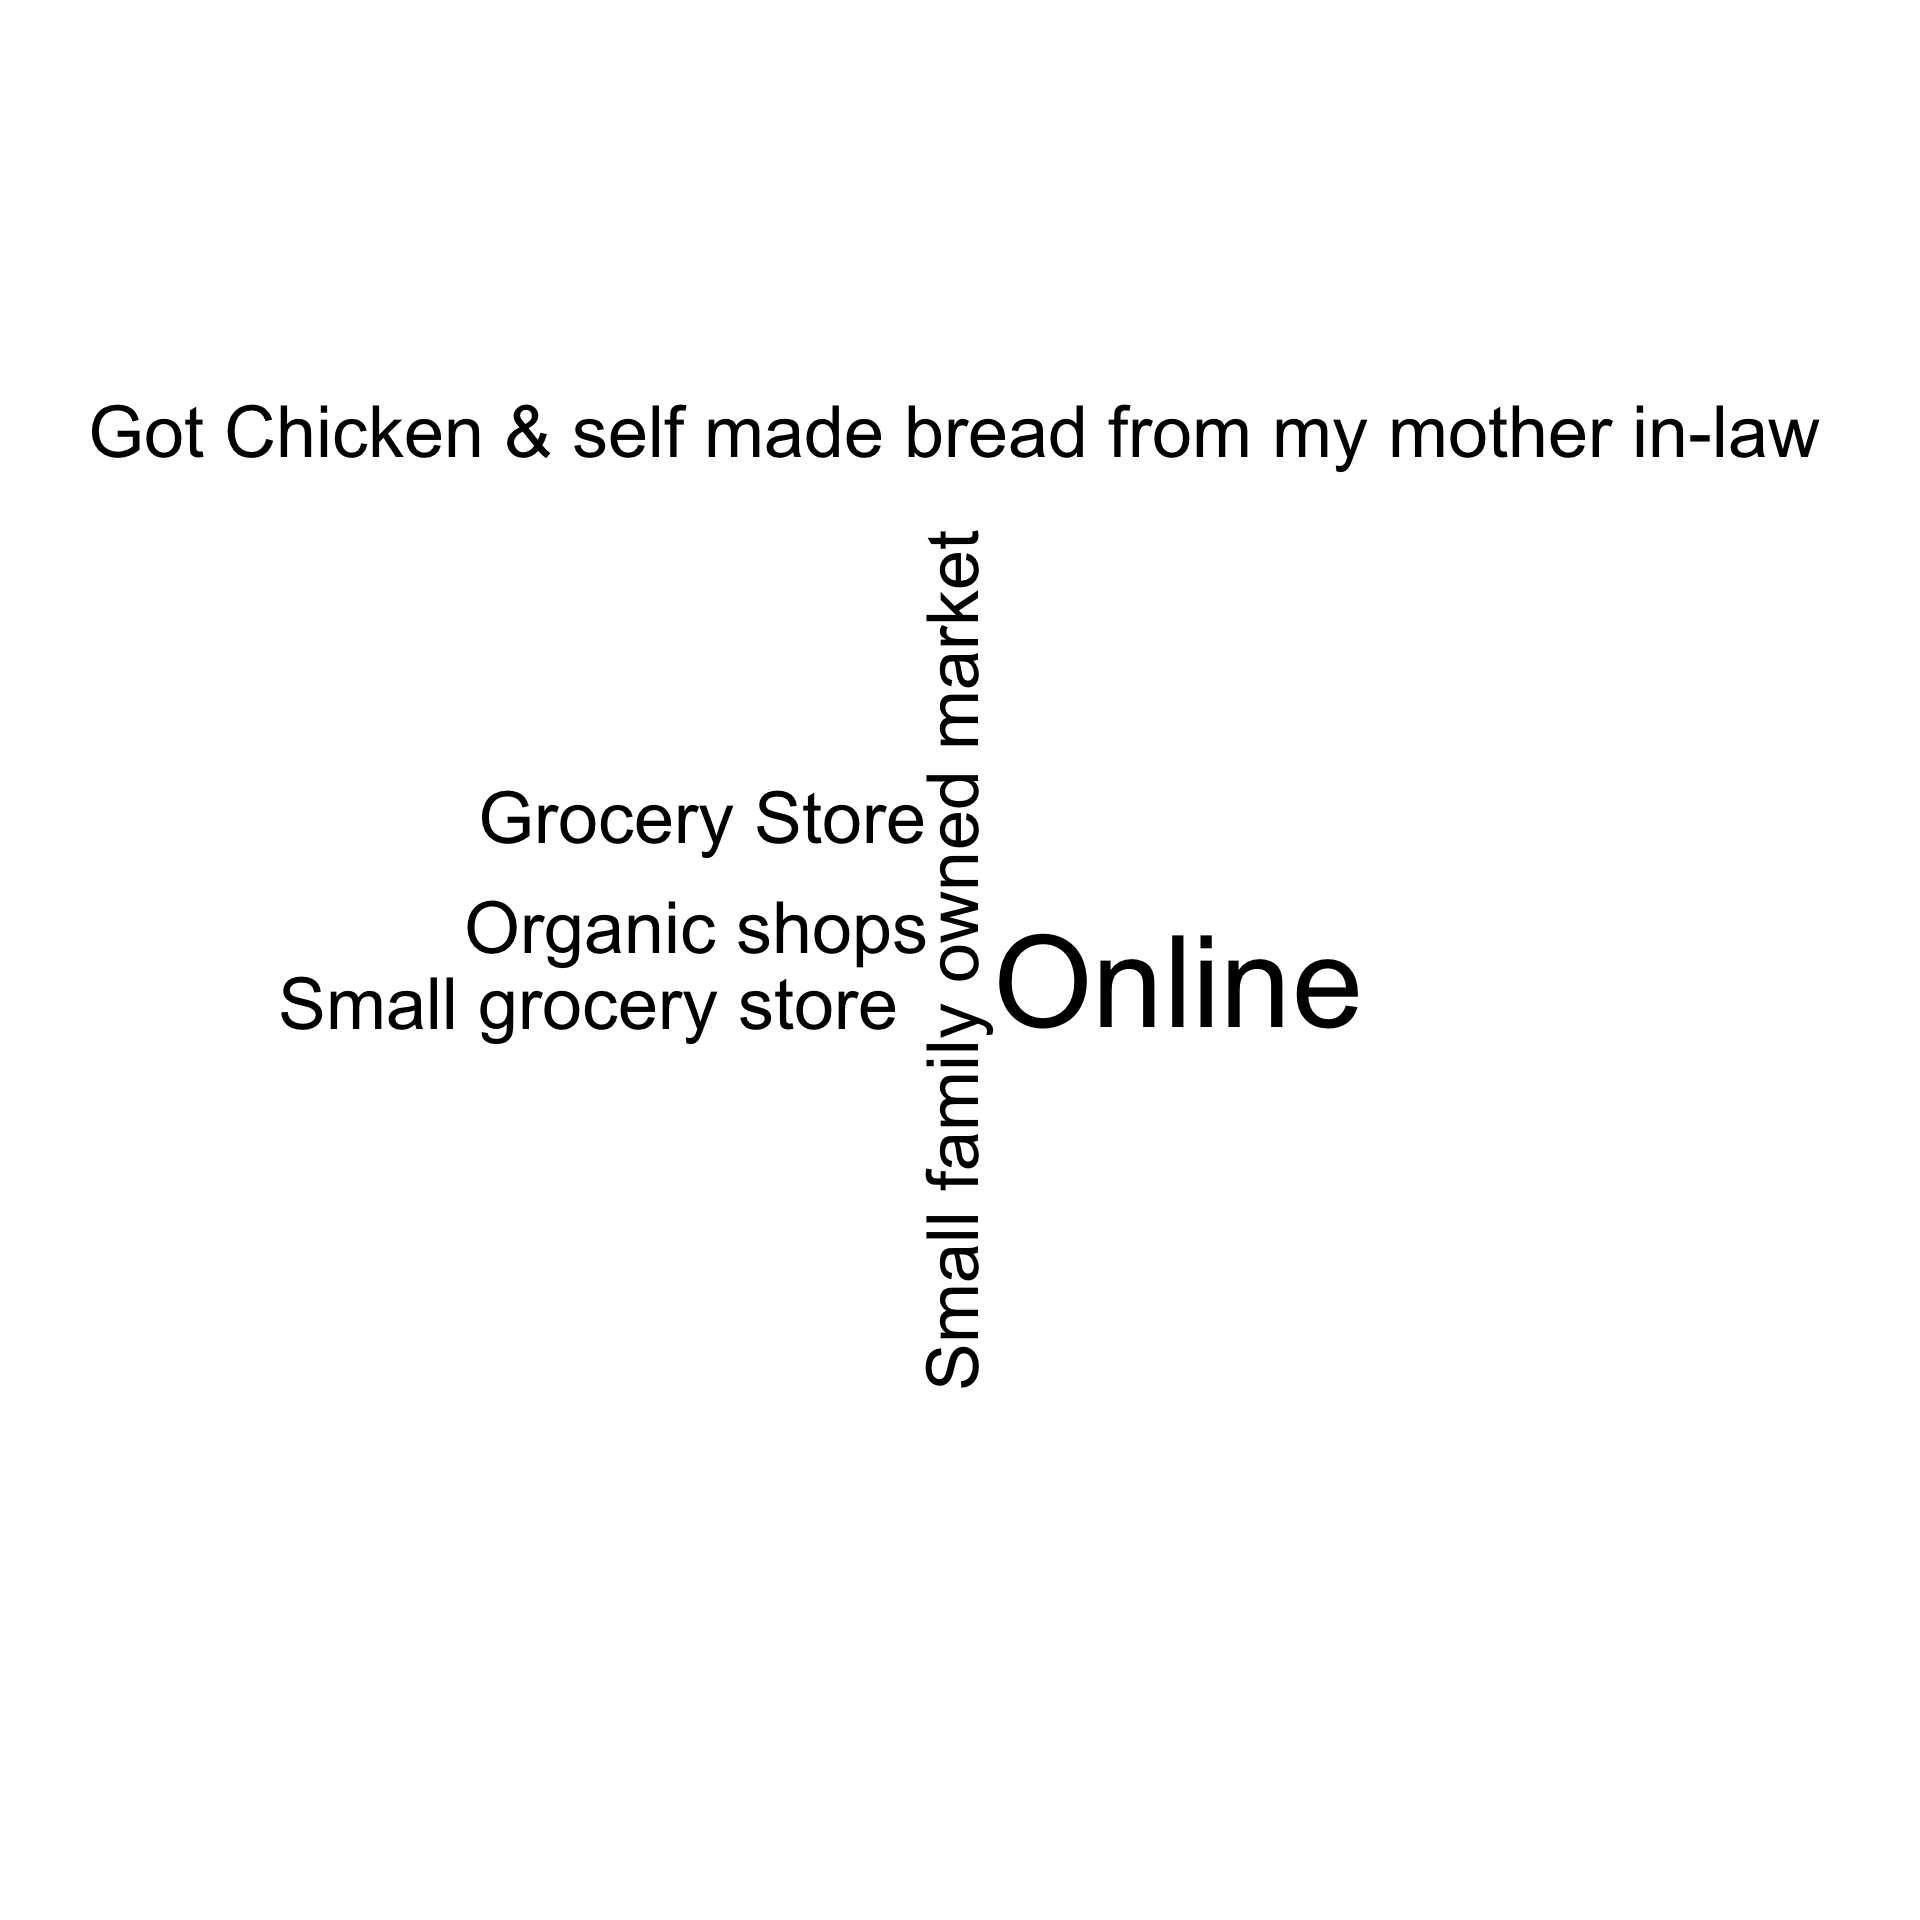 Got Chicken & self made bread from my mother in-law
Small family owned market
Grocery Store
Organic shops
Small grocery store
Online